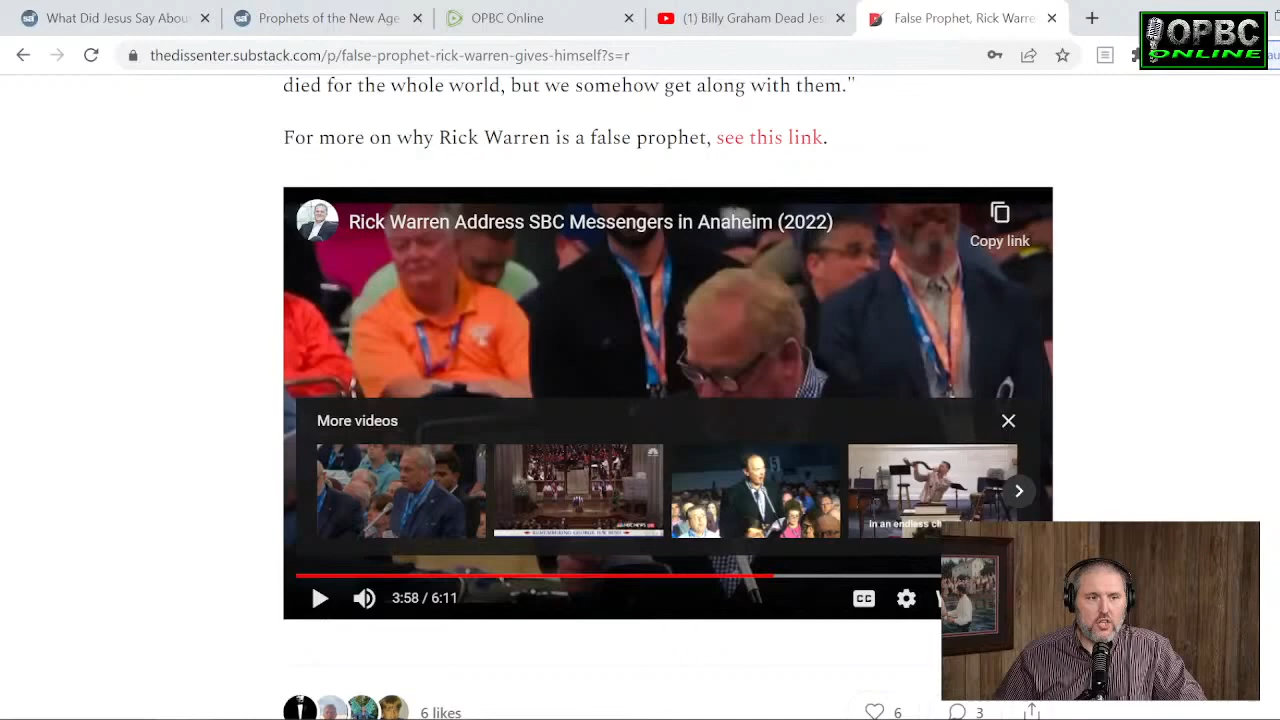 What Did Jesus Say Abou
Prophets of the New Age
OPBC Online
(1) Billy Graham Dead Jes
False Prophet, Rick Warre
OPBC
ONLINE
thedissenter.substack.com/p/false-prophet-rick-warren-exalts-himself?s=r
died for the whole world, but we somehow get along with them."
For more on why Rick Warren is a false prophet, see this link.
Rick Warren Address SBC Messengers in Anaheim (2022)
Copy link
More videos
in an endless ch
3:58 / 6:11
CC
6 likes
6
3